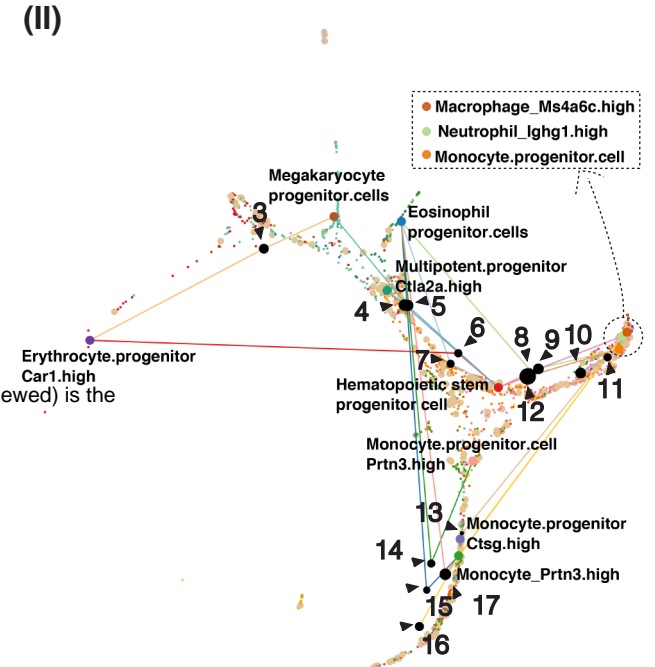 (II)
Macrophage_Ms4a6c.high
Neutrophil_Ighg1.high
Monocyte.progenitor.cell
Megakaryocyte
progenitor.cells
3
Eosinophil
progenitor.cells
Multipotent.progenitor
Ctla2a.high
4
5
6
7
8
9
10
11
12
Erythrocyte.progenitor
Car1.high
ewed) is the
Hematopoietic stem
progenitor cell
Monocyte.progenitor.cell
Prtn3.high
13
Monocyte.progenitor
Ctsg.high
14
Monocyte_Prtn3.high
15
17
16